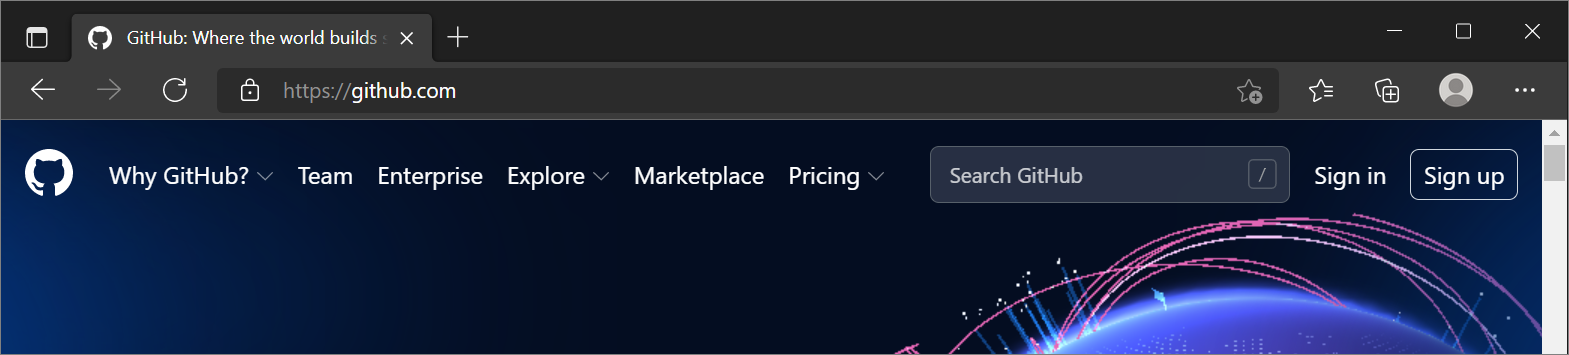 GitHub: Where the world builds
https://github.com
Why GitHub? Team Enterprise Explore Marketplace Pricing Search GitHub / Sign in Sign up